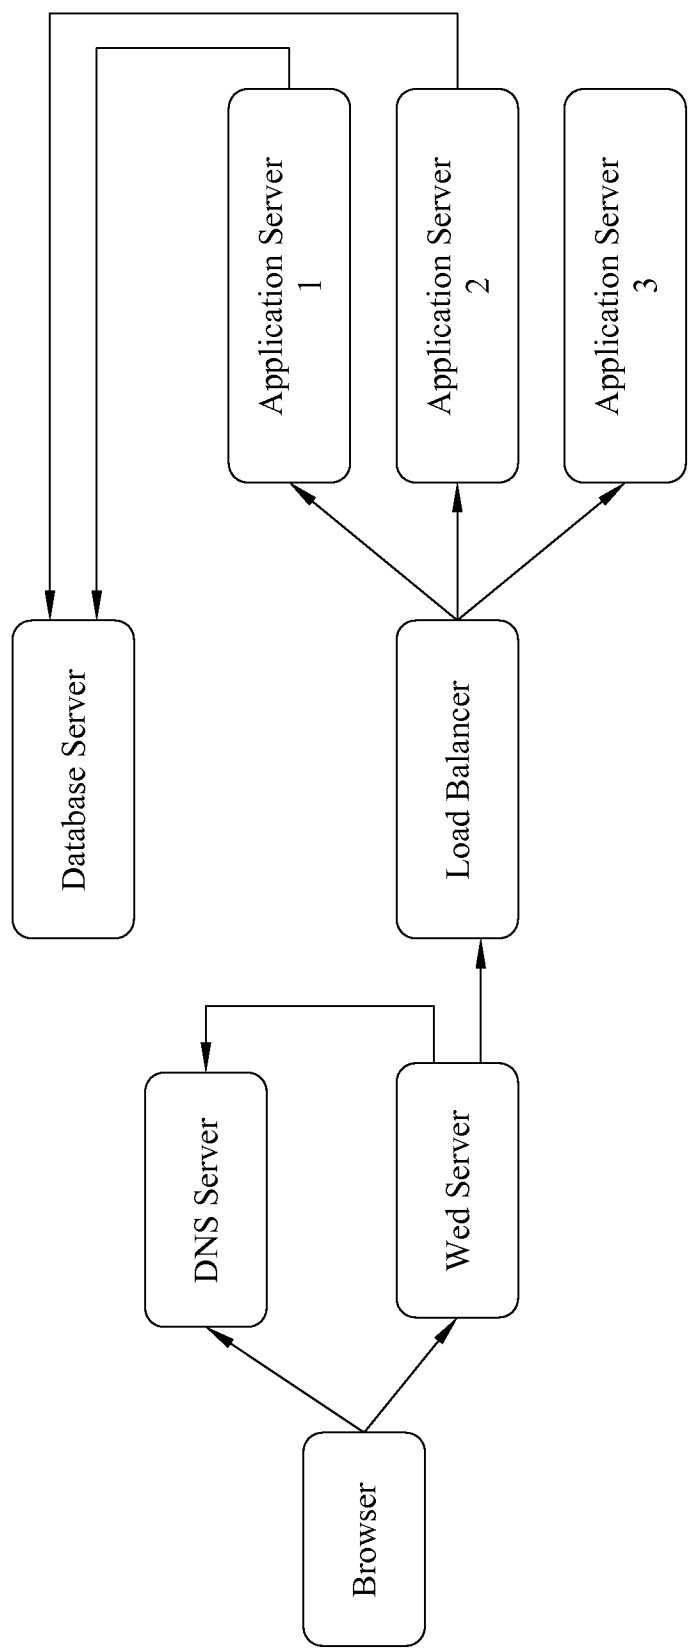 Browser
DNS Server
Wed Server
Database Server
Load Balancer
Application Server
1
Application Server
2
Application Server
3